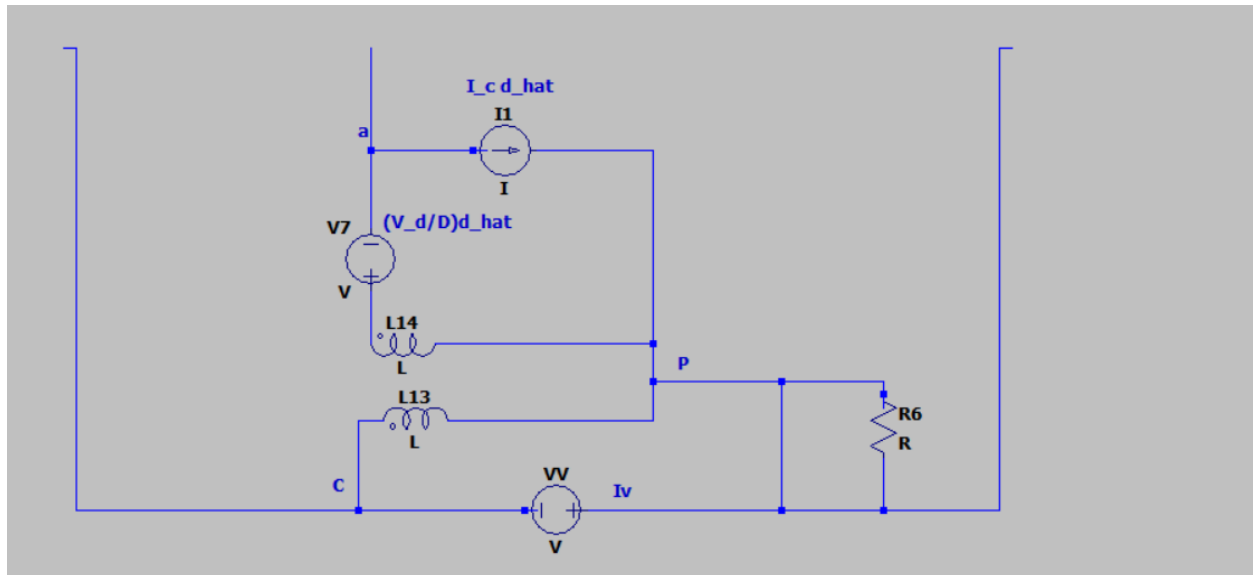 I_c d_hat
I1
a
I
V7
(V_d/D)d_hat
V
L14
L
P
L13
L
R6
R
C
VV
Iv
V